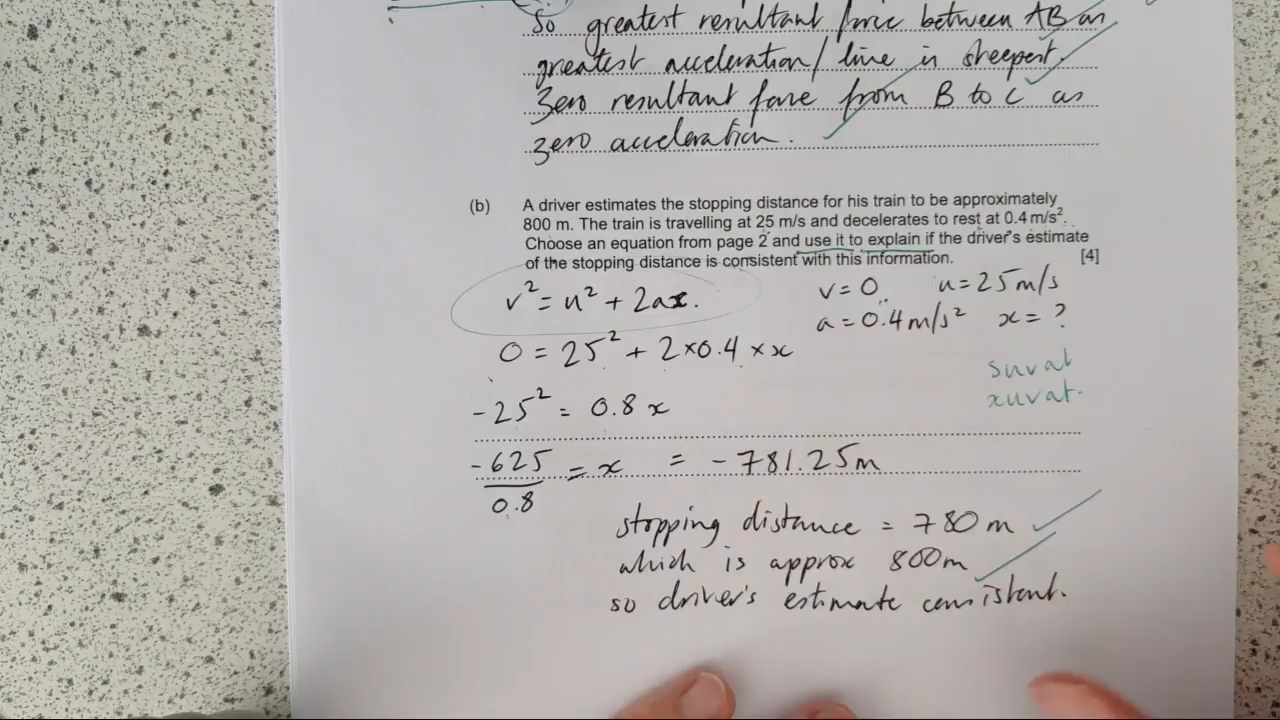 So greatest resultant force between AB as
greatest acceleration/ line is steepest.
Zero resultant force from B to C as
zero acceleration.
(b) A driver estimates the stopping distance for his train to be approximately
800 m. The train is travelling at 25 m/s and decelerates to rest at 0.4 m/s².
Choose an equation from page 2 and use it to explain if the driver's estimate
of the stopping distance is consistent with this information. [4]
v² = u² + 2ax.
v = 0 u = 25 m/s
a = 0.4 m/s² x = ?
0 = 25² + 2×0.4 × x
suvat
xuvat.
-25² = 0.8 x
-625/0.8 = x = -781.25m
stopping distance = 780 m
which is approx 800m
so driver's estimate consistent.